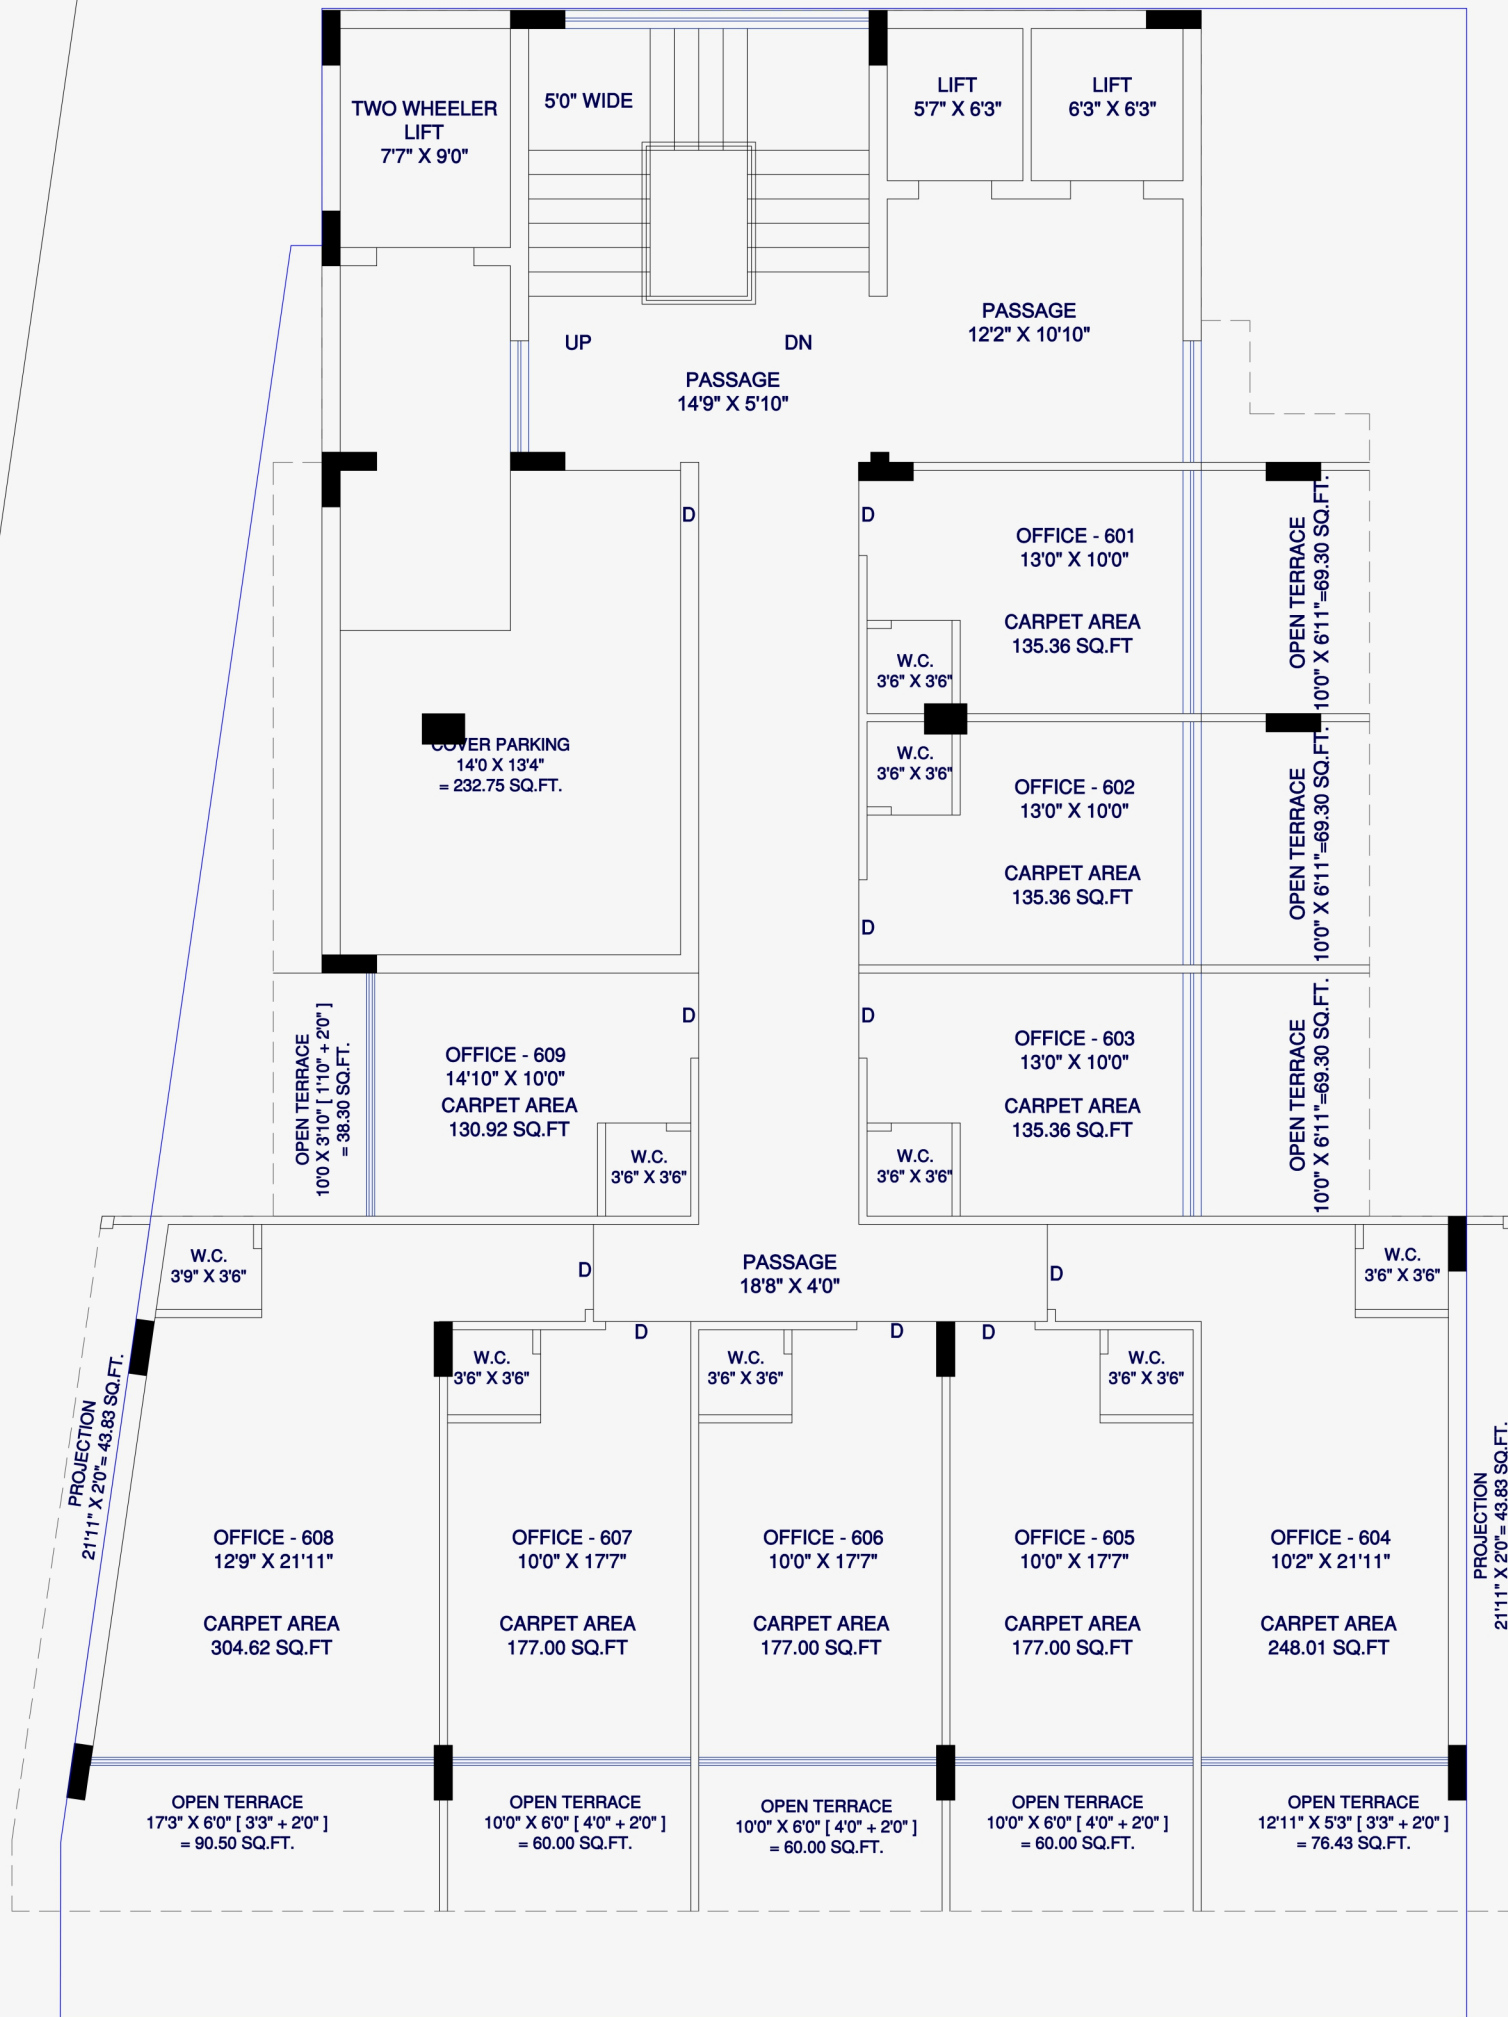 TWO WHEELER
LIFT
7'7" X 9'0"
5'0" WIDE
LIFT
5'7" X 6'3"
LIFT
6'3" X 6'3"
PASSAGE
12'2" X 10'10"
UP
DN
PASSAGE
14'9" X 5'10"
D
D
OFFICE - 601
13'0" X 10'0"
CARPET AREA
135.36 SQ.FT
OPEN TERRACE
10'0" X 6'11"=69.30 SQ.FT.
W.C.
3'6" X 3'6"
COVER PARKING
14'0 X 13'4"
= 232.75 SQ.FT.
W.C.
3'6" X 3'6"
OFFICE - 602
13'0" X 10'0"
CARPET AREA
135.36 SQ.FT
OPEN TERRACE
10'0" X 6'11"=69.30 SQ.FT.
D
D
D
OPEN TERRACE
10'0 X 3'10" [ 1'10" + 2'0" ]
= 38.30 SQ.FT.
OFFICE - 609
14'10" X 10'0"
CARPET AREA
130.92 SQ.FT
W.C.
3'6" X 3'6"
OFFICE - 603
13'0" X 10'0"
CARPET AREA
135.36 SQ.FT
W.C.
3'6" X 3'6"
OPEN TERRACE
10'0" X 6'11"=69.30 SQ.FT.
W.C.
3'9" X 3'6"
D
PASSAGE
18'8" X 4'0"
D
W.C.
3'6" X 3'6"
D
D
D
W.C.
3'6" X 3'6"
W.C.
3'6" X 3'6"
W.C.
3'6" X 3'6"
PROJECTION
21'11" X 2'0"= 43.83 SQ.FT.
OFFICE - 608
12'9" X 21'11"
CARPET AREA
304.62 SQ.FT
OFFICE - 607
10'0" X 17'7"
CARPET AREA
177.00 SQ.FT
OFFICE - 606
10'0" X 17'7"
CARPET AREA
177.00 SQ.FT
OFFICE - 605
10'0" X 17'7"
CARPET AREA
177.00 SQ.FT
OFFICE - 604
10'2" X 21'11"
CARPET AREA
248.01 SQ.FT
PROJECTION
21'11" X 2'0"= 43.83 SQ.FT.
OPEN TERRACE
17'3" X 6'0" [ 3'3" + 2'0" ]
= 90.50 SQ.FT.
OPEN TERRACE
10'0" X 6'0" [ 4'0" + 2'0" ]
= 60.00 SQ.FT.
OPEN TERRACE
10'0" X 6'0" [ 4'0" + 2'0" ]
= 60.00 SQ.FT.
OPEN TERRACE
10'0" X 6'0" [ 4'0" + 2'0" ]
= 60.00 SQ.FT.
OPEN TERRACE
12'11" X 5'3" [ 3'3" + 2'0" ]
= 76.43 SQ.FT.